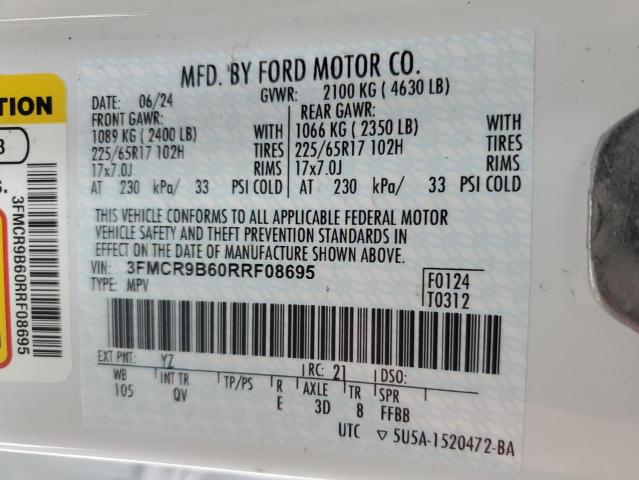 MFD. BY FORD MOTOR CO.
DATE: 06/24 GVWR: 2100 KG ( 4630 LB)
FRONT GAWR: REAR GAWR:
1089 KG ( 2400 LB) WITH 1066 KG ( 2350 LB) WITH
225/65R17 102H TIRES 225/65R17 102H TIRES
17x7.0J RIMS 17x7.0J RIMS
AT 230 kPa/ 33 PSI COLD AT 230 kPa/ 33 PSI COLD
THIS VEHICLE CONFORMS TO ALL APPLICABLE FEDERAL MOTOR
VEHICLE SAFETY AND THEFT PREVENTION STANDARDS IN
EFFECT ON THE DATE OF MANUFACTURE SHOWN ABOVE.
VIN: 3FMCR9B60RRF08695
TYPE: MPV
F0124
T0312
EXT PNT: YZ RC: 21 DSO:
WB INT TR TP/PS R AXLE TR SPR
105 QV E 3D 8 FFBB
UTC ▽ 5U5A-1520472-BA
3FMCR9B60RRF08695